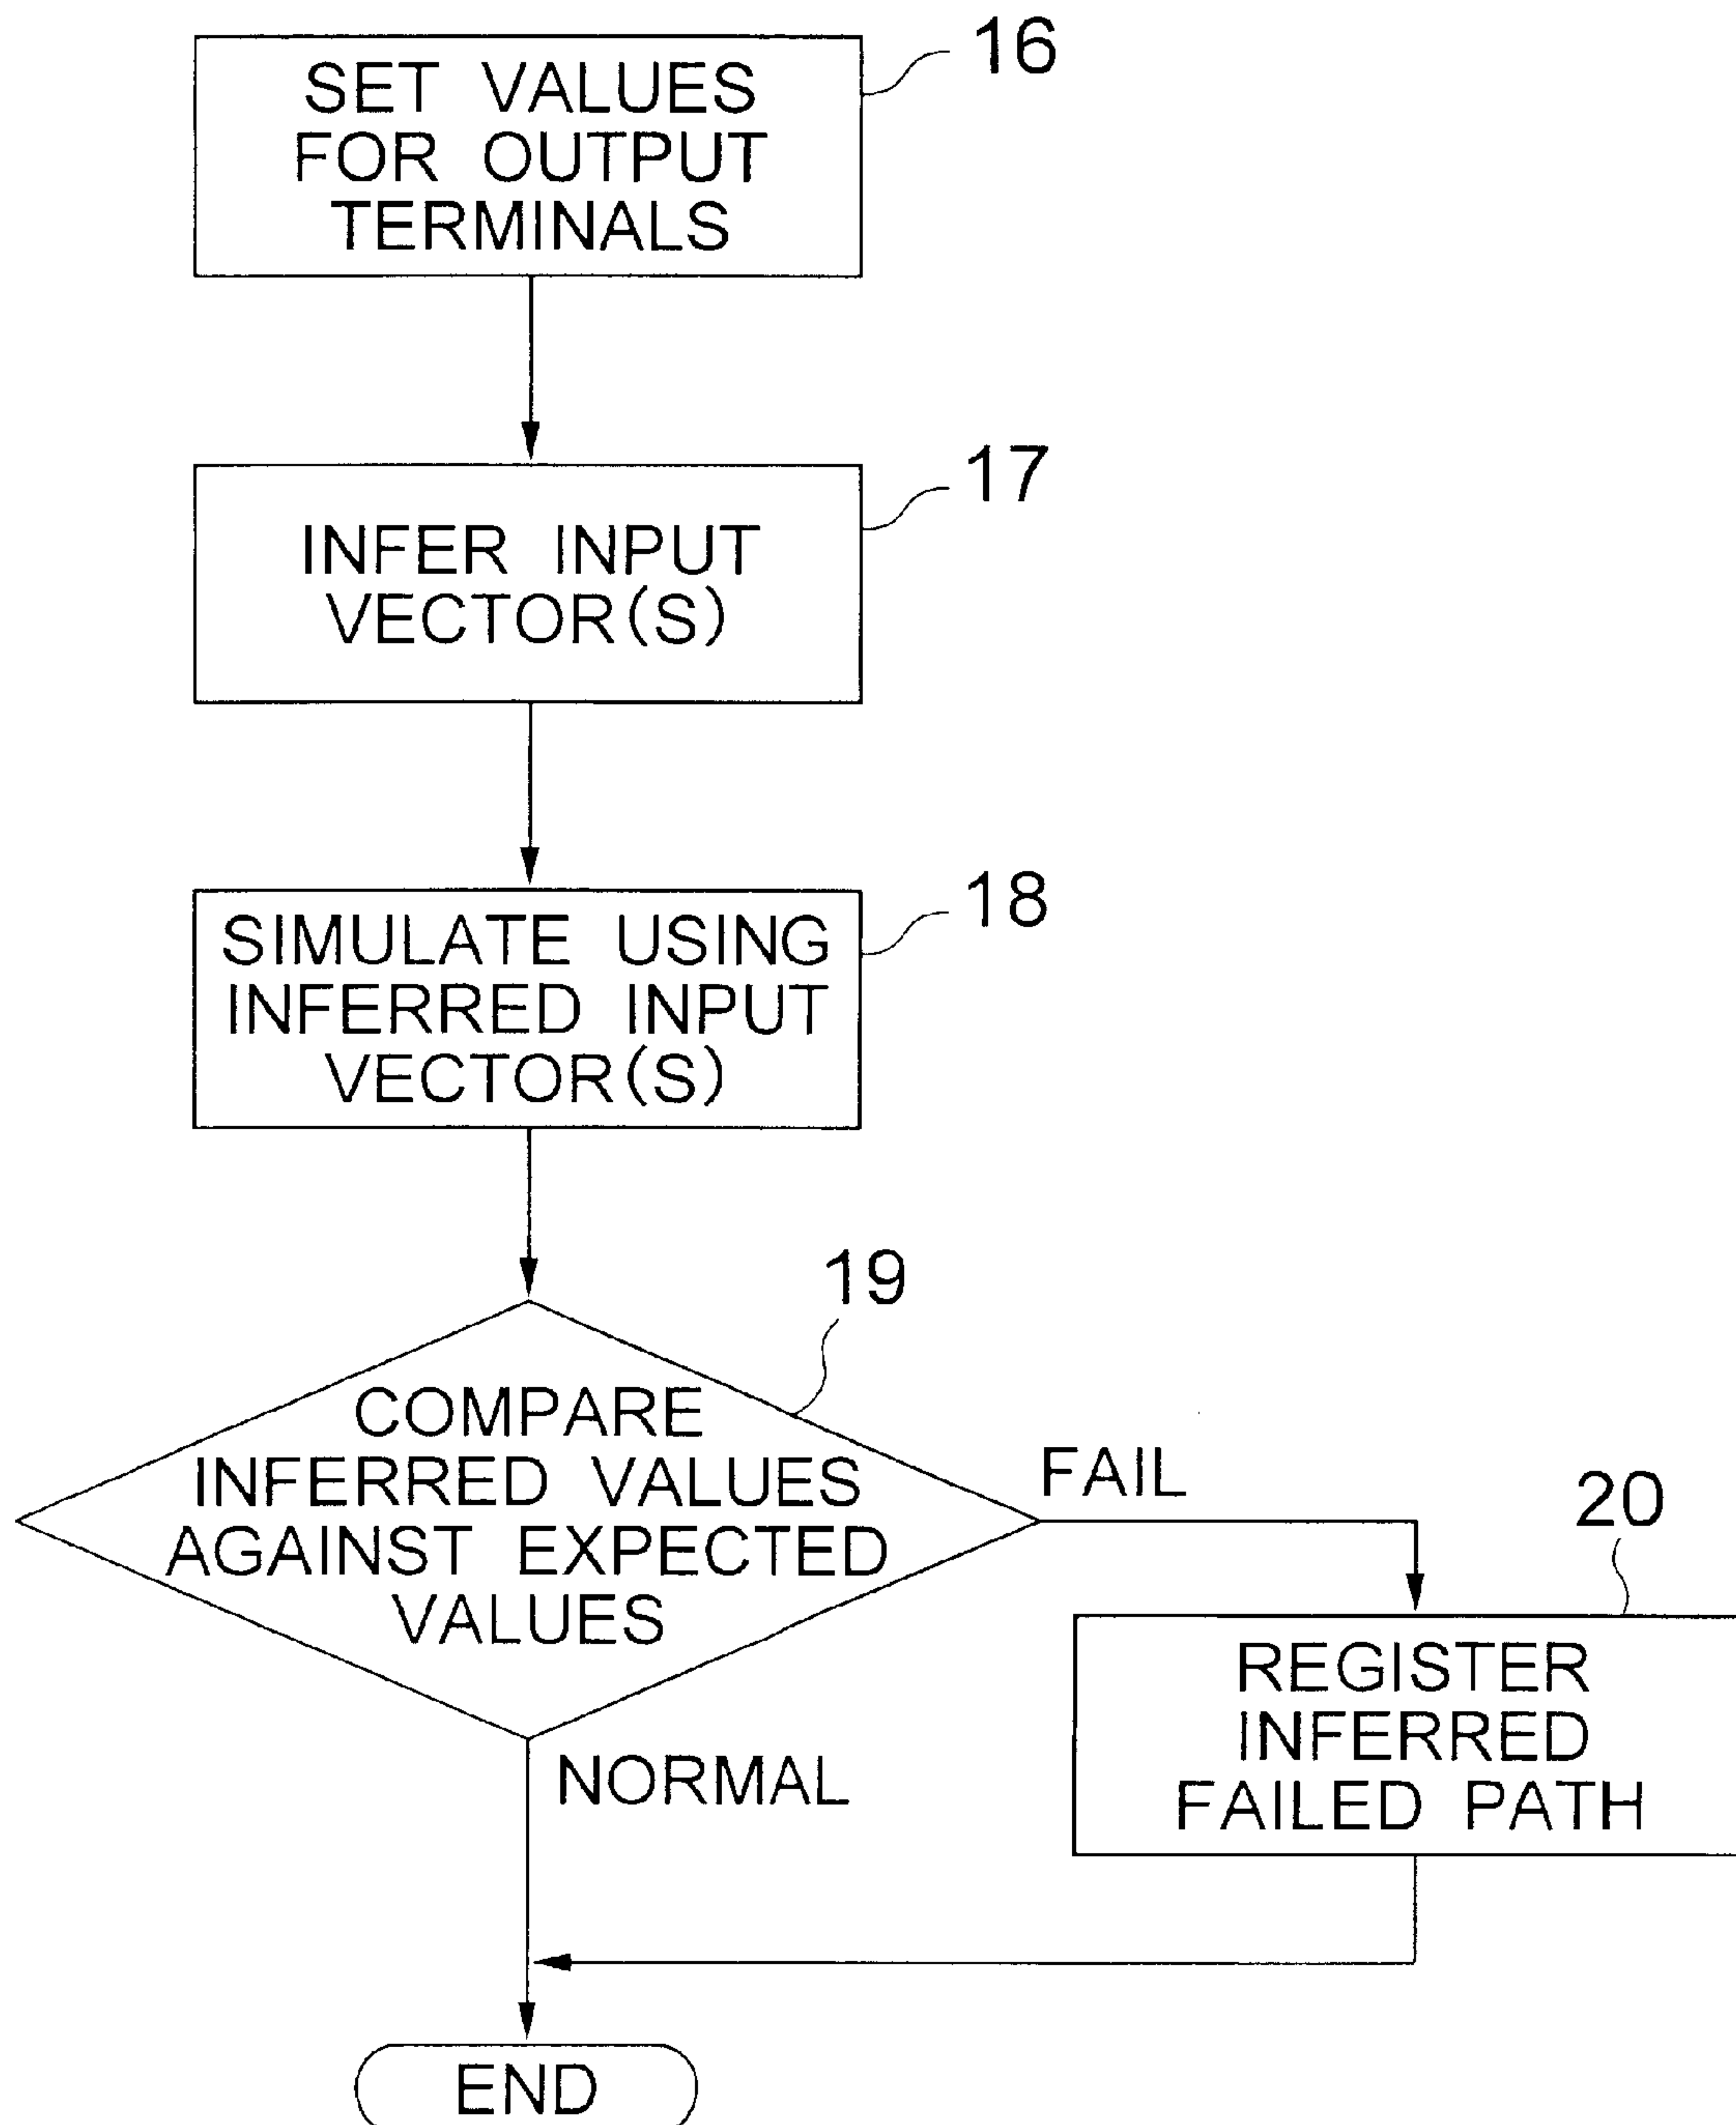 16
SET VALUES
FOR OUTPUT
TERMINALS
17
INFER INPUT
VECTOR(S)
18
SIMULATE USING
INFERRED INPUT
VECTOR(S)
19
COMPARE
INFERRED VALUES
AGAINST EXPECTED
VALUES
FAIL
20
REGISTER
INFERRED
FAILED PATH
NORMAL
END